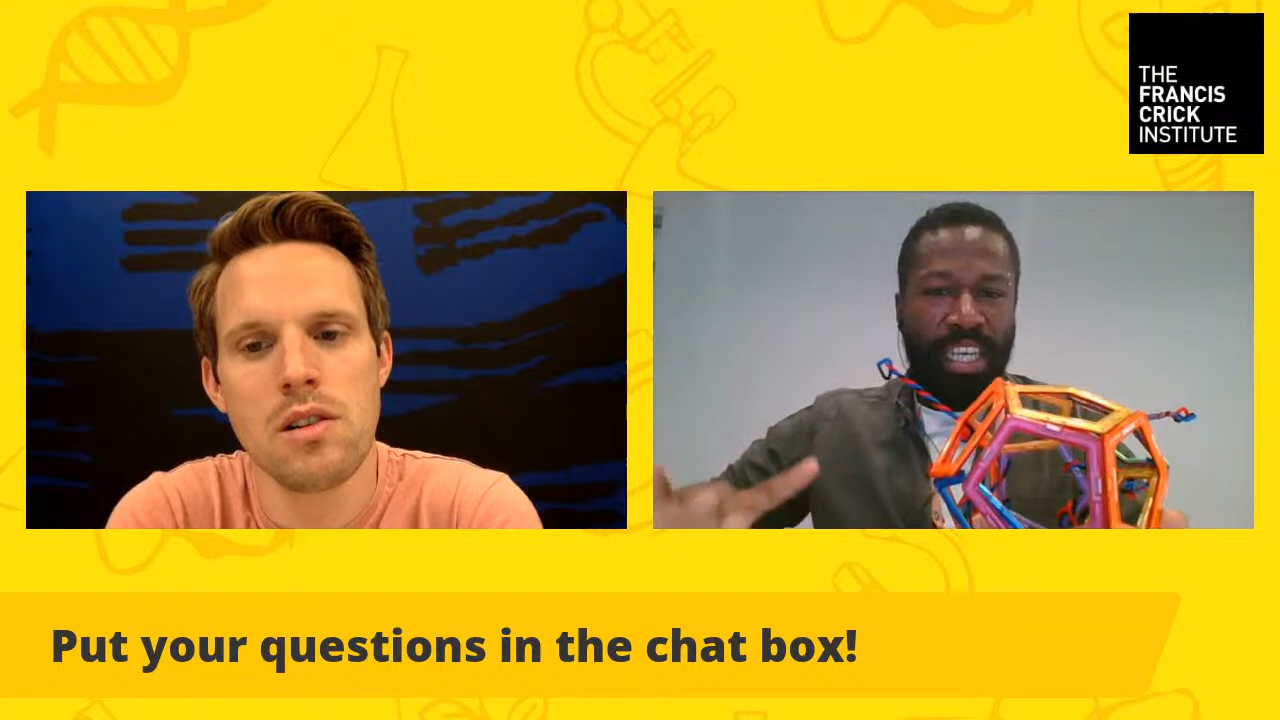 THE
FRANCIS
CRICK
INSTITUTE
Put your questions in the chat box!